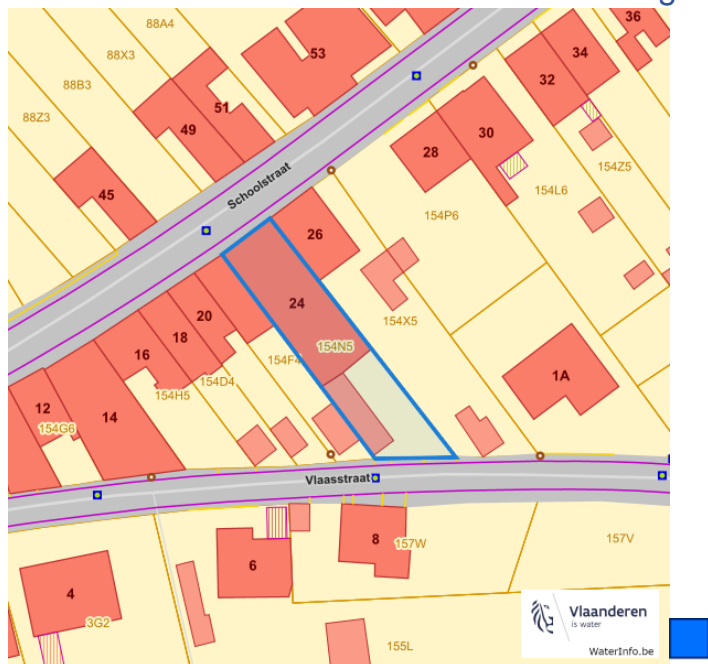 88A4
88X3
88B3
88Z3
53
51
49
45
36
34
32
30
28
154Z5
154L6
154P6
Schoolstraat
26
24
20
18
16
14
12
154N5
154X5
154F4
154D4
154H5
154G6
1A
Vlaasstraat
8
157W
157V
6
4
3G2
155L
Vlaanderen
is water
WaterInfo.be